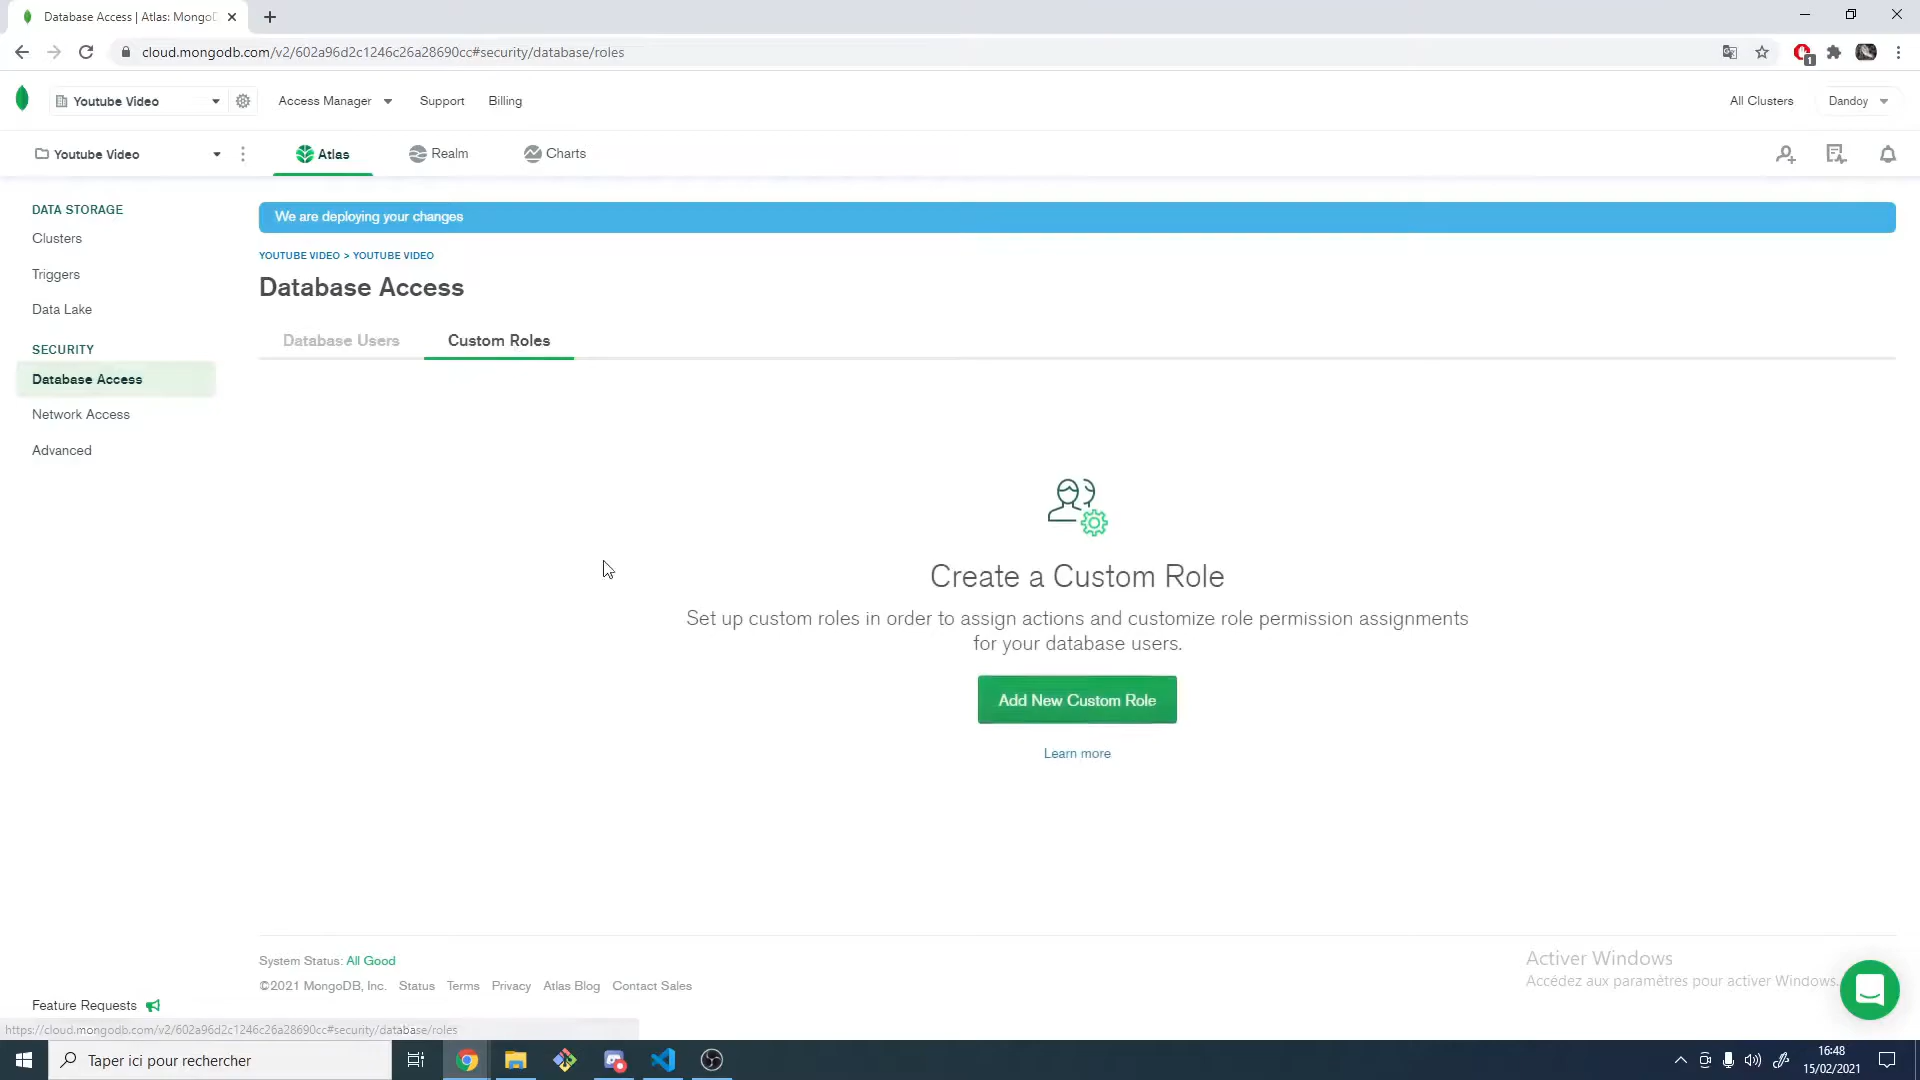 Database Access | Atlas: MongoD
cloud.mongodb.com/v2/602a96d2c1246c26a28690cc#security/database/roles
1
Youtube Video
Access Manager
Support
Billing
All Clusters
Dandoy
Youtube Video
Atlas
Realm
Charts
DATA STORAGE
Clusters
Triggers
Data Lake
SECURITY
Database Access
Network Access
Advanced
We are deploying your changes
YOUTUBE VIDEO > YOUTUBE VIDEO
Database Access
Database Users
Custom Roles
Create a Custom Role
Set up custom roles in order to assign actions and customize role permission assignments
for your database users.
Add New Custom Role
Learn more
System Status: All Good
©2021 MongoDB, Inc. Status Terms Privacy Atlas Blog Contact Sales
Activer Windows
Accédez aux paramètres pour activer Windows.
Feature Requests
https://cloud.mongodb.com/v2/602a96d2c1246c26a28690cc#security/database/roles
Taper ici pour rechercher
16:48
15/02/2021